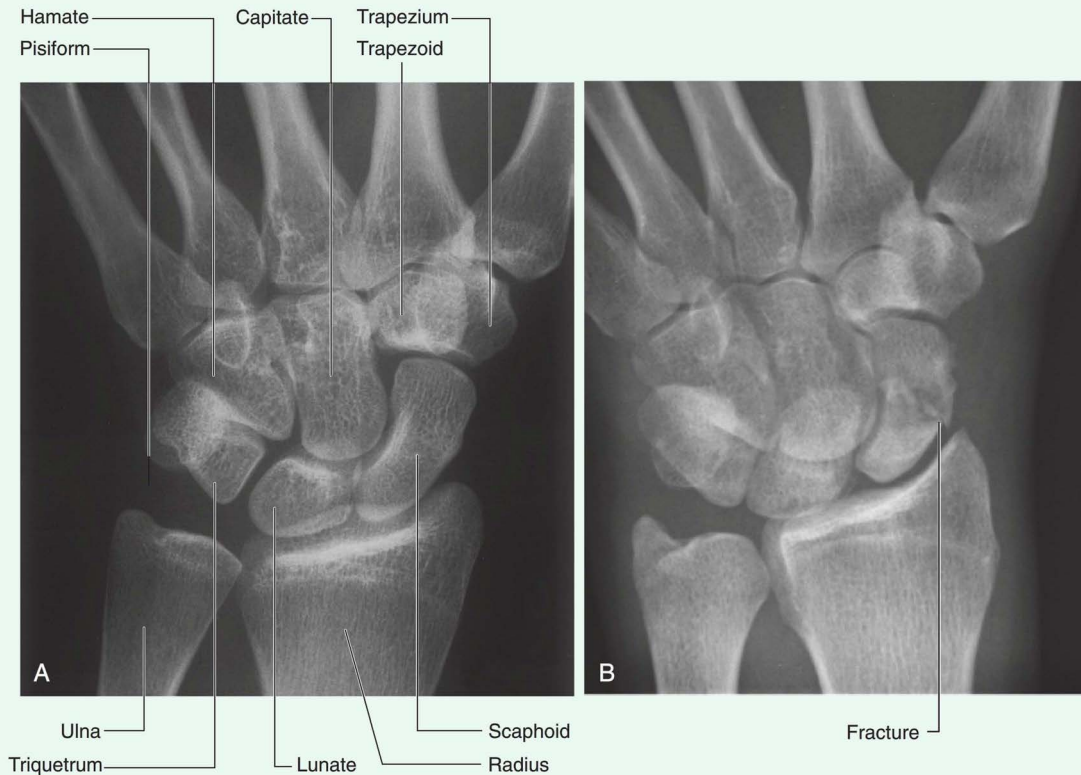 Hamate
Capitate
Trapezium
Pisiform
Trapezoid
A
B
Ulna
Scaphoid
Fracture
Triquetrum
Lunate
Radius